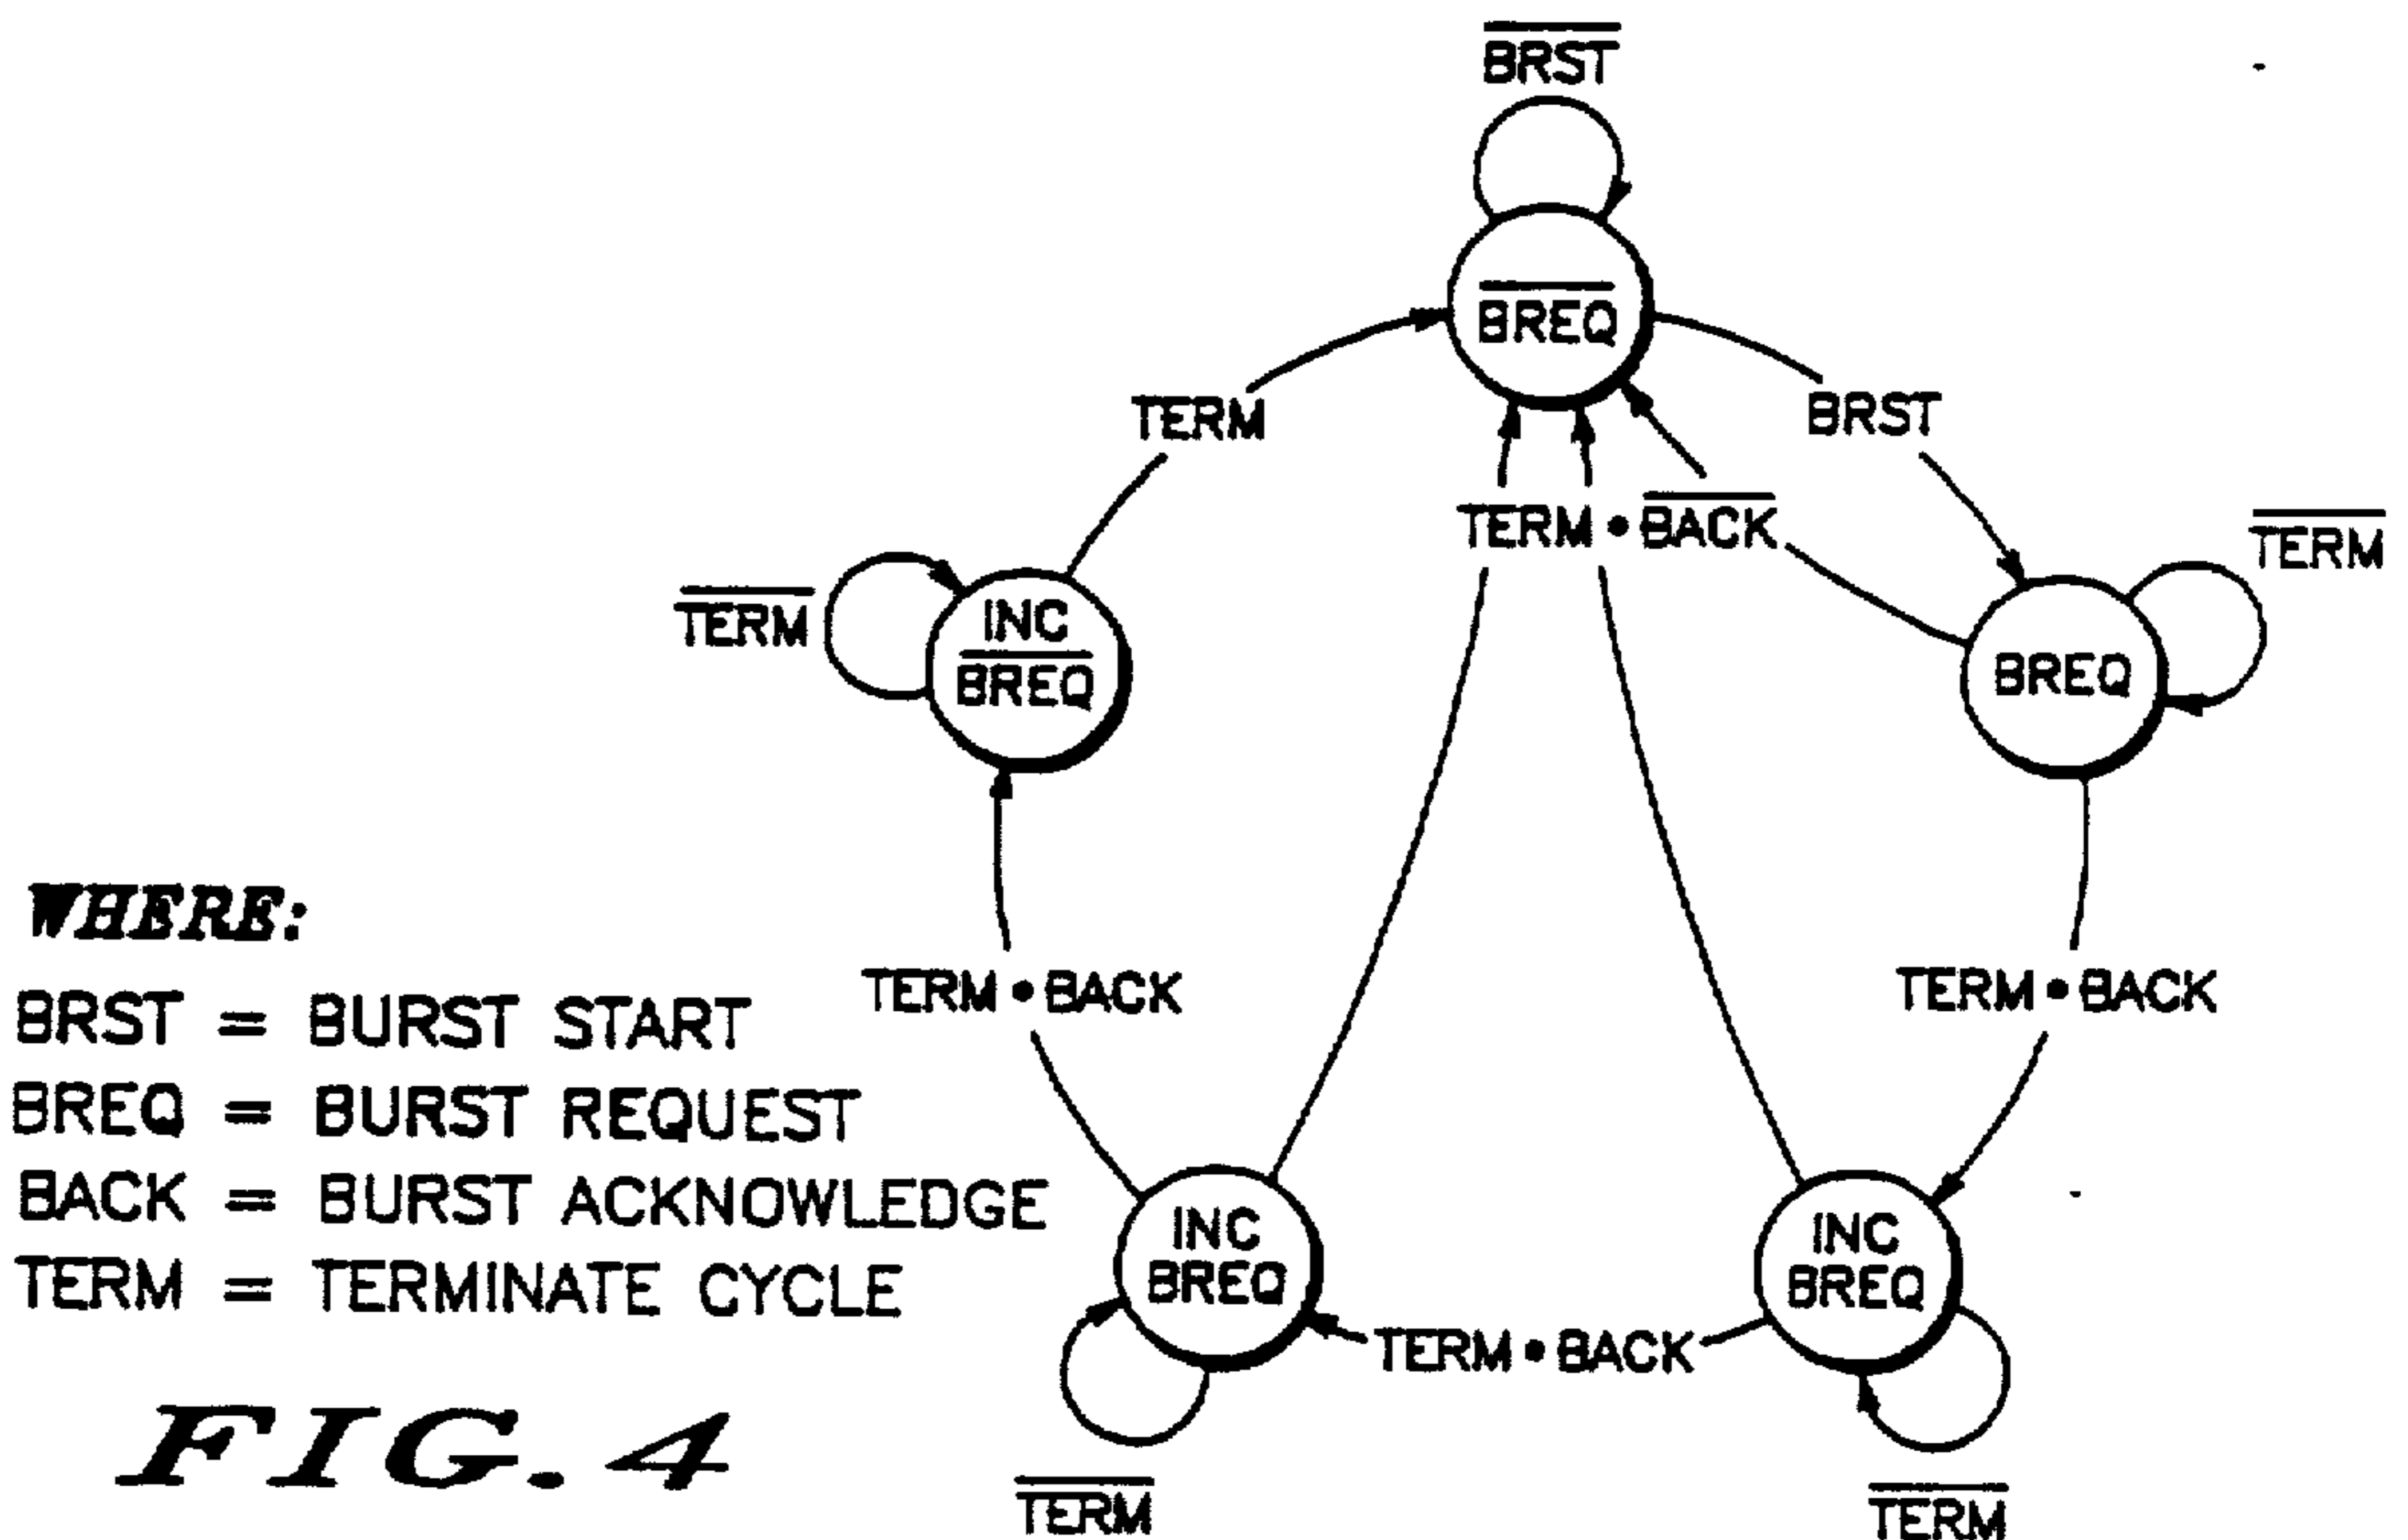 BRST
BREQ
TERM
BRST
TERM • BACK
TERM
TERM
INC
BREQ
BREQ
WHERE:
BRST = BURST START
BREQ = BURST REQUEST
BACK = BURST ACKNOWLEDGE
TERM = TERMINATE CYCLE
TERM • BACK
TERM • BACK
INC
BREQ
INC
BREQ
TERM • BACK
TERM
TERM
FIG. 4